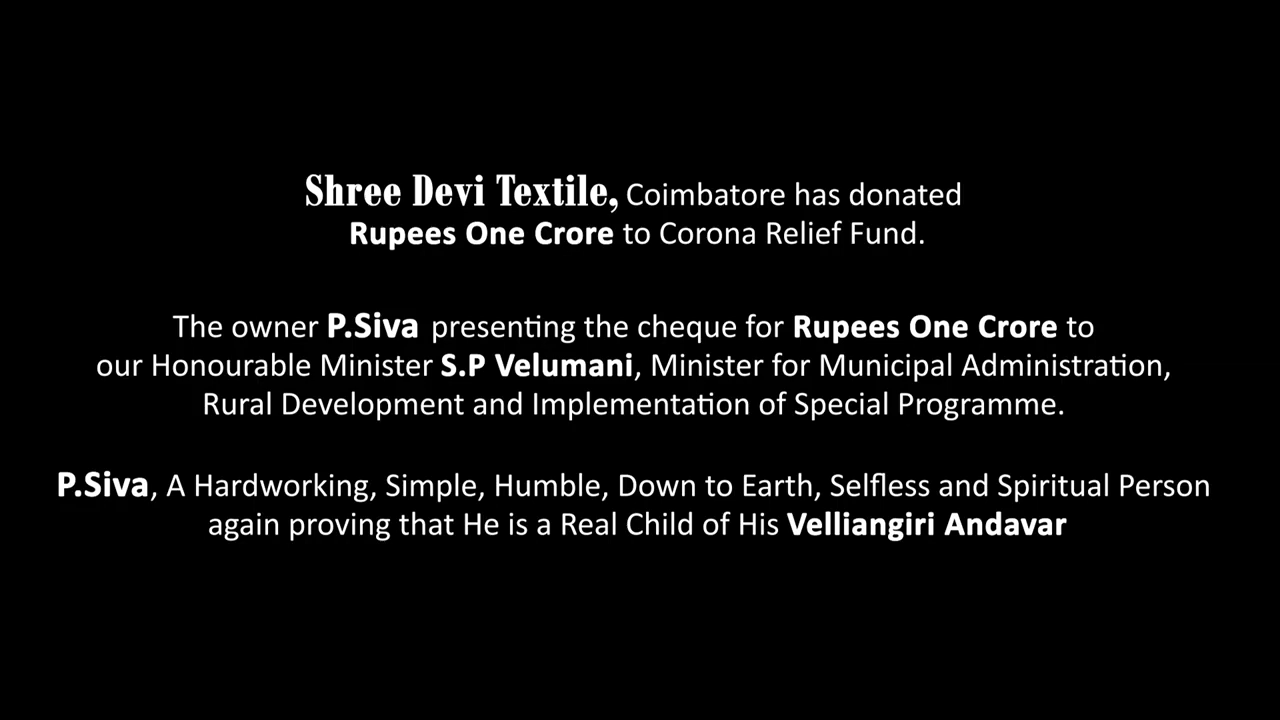 Shree Devi Textile, Coimbatore has donated
Rupees One Crore to Corona Relief Fund.
The owner P.Siva presenting the cheque for Rupees One Crore to
our Honourable Minister S.P Velumani, Minister for Municipal Administration,
Rural Development and Implementation of Special Programme.
P.Siva, A Hardworking, Simple, Humble, Down to Earth, Selfless and Spiritual Person
again proving that He is a Real Child of His Velliangiri Andavar